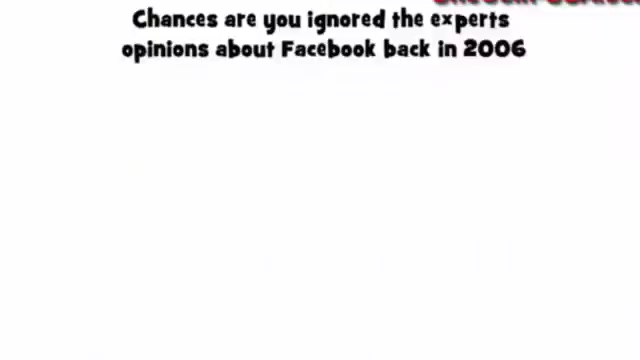 Chances are you ignored the experts
opinions about Facebook back in 2006